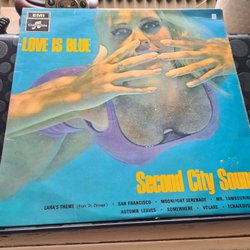 EMI
LOVE IS BLUE
Second City Sound
LARA'S THEME (from Dr. Zhivago) · SAN FRANCISCO · MOONLIGHT SERENADE · MR. TAMBOURINE
AUTUMN LEAVES · SOMEWHERE · VOLARE · TCHAIKOVSKY